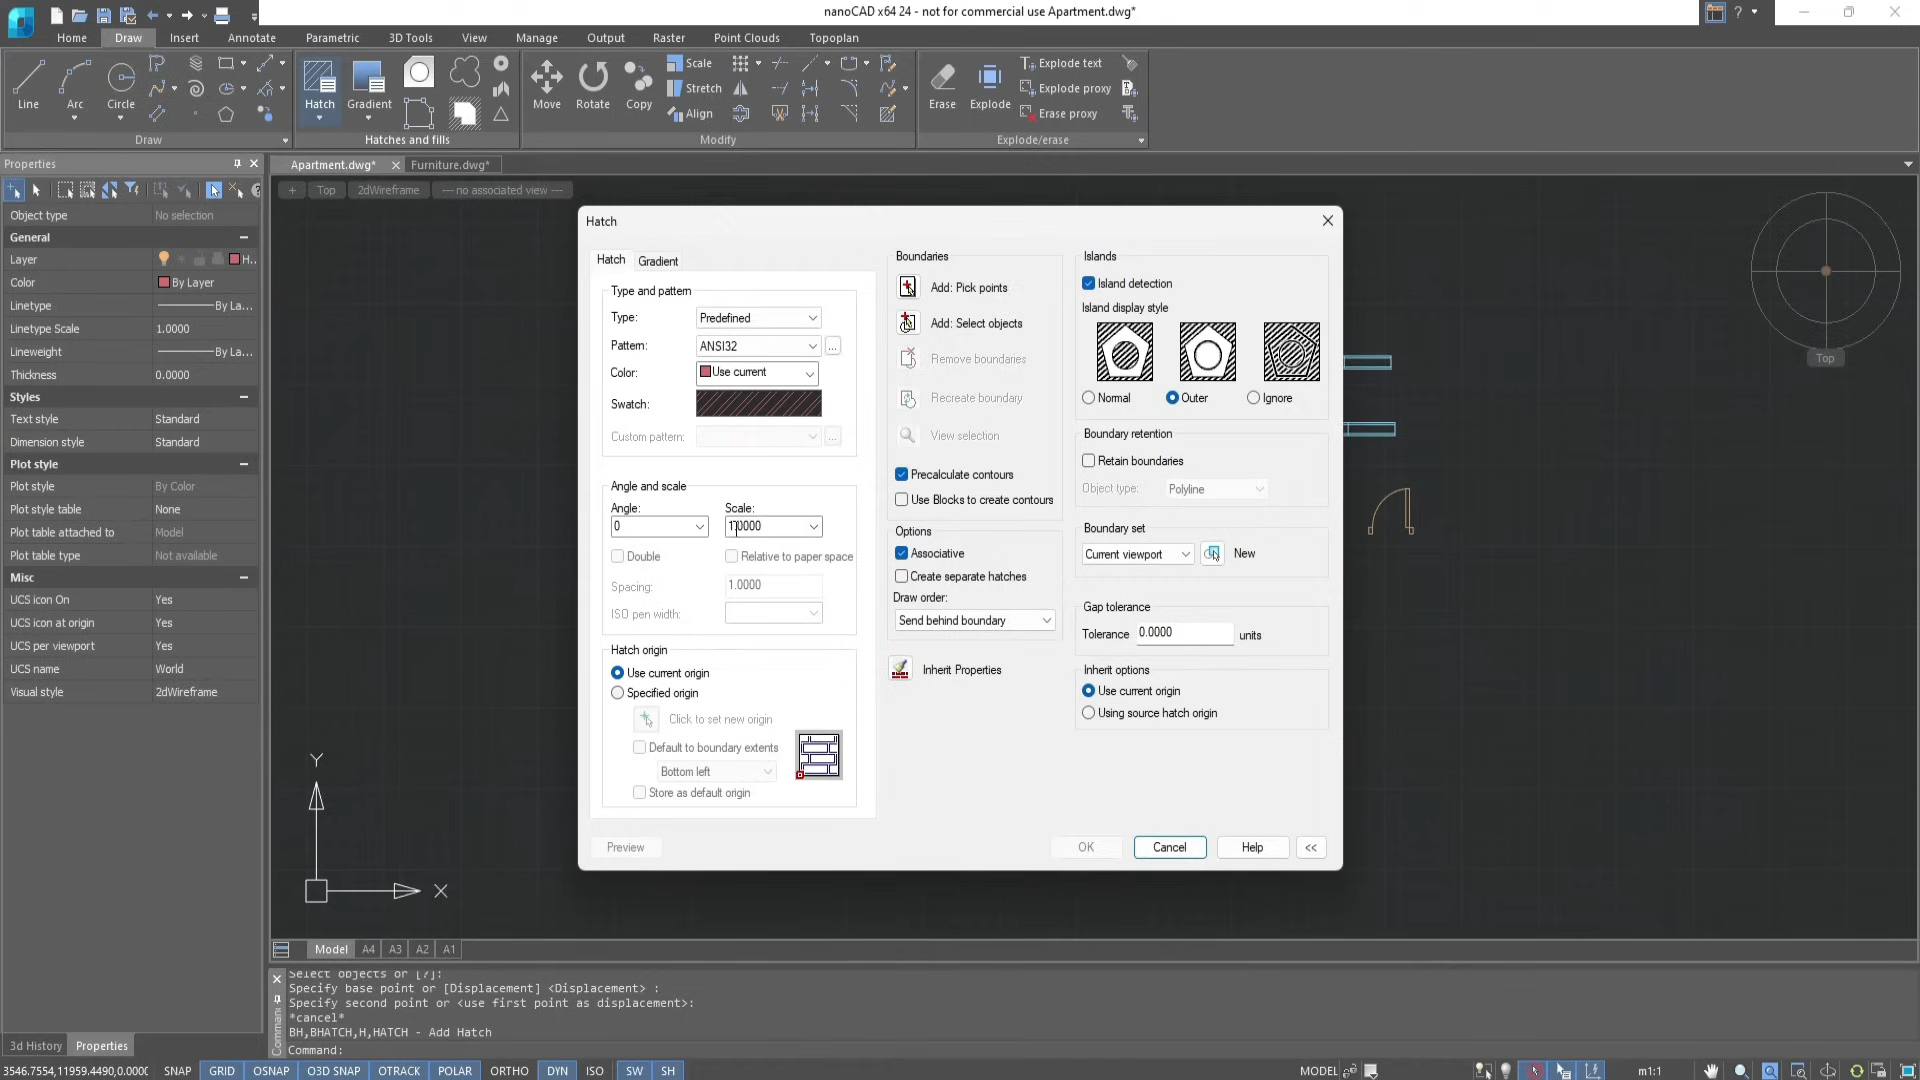 nanoCAD x64 24 - not for commercial use Apartment.dwg*
?
Home Draw Insert Annotate Parametric 3D Tools View Manage Output Raster Point Clouds Topoplan
Line Arc Circle Hatch Gradient Move Rotate Copy Scale Erase Explode Explode text
Stretch Explode proxy
Align Erase proxy
Draw Hatches and fills Modify Explode/erase
Properties
Apartment.dwg* Furniture.dwg*
+ Top 2dWireframe --- no associated view ---
Object type No selection
General
Layer H..
Color By Layer
Linetype By La...
Linetype Scale 1.0000
Lineweight By La...
Thickness 0.0000
Styles
Text style Standard
Dimension style Standard
Plot style
Plot style By Color
Plot style table None
Plot table attached to Model
Plot table type Not available
Misc
UCS icon On Yes
UCS icon at origin Yes
UCS per viewport Yes
UCS name World
Visual style 2dWireframe
Hatch
Hatch Gradient
Type and pattern
Type: Predefined
Pattern: ANSI32 ...
Color: Use current
Swatch:
Custom pattern: ...
Angle and scale
Angle: Scale:
0 1.0000
Double Relative to paper space
Spacing: 1.0000
ISO pen width:
Hatch origin
Use current origin
Specified origin
Click to set new origin
Default to boundary extents
Bottom left
Store as default origin
Preview
Boundaries
Add: Pick points
Add: Select objects
Remove boundaries
Recreate boundary
View selection
Precalculate contours
Use Blocks to create contours
Options
Associative
Create separate hatches
Draw order:
Send behind boundary
Inherit Properties
Islands
Island detection
Island display style
Normal Outer Ignore
Boundary retention
Retain boundaries
Object type: Polyline
Boundary set
Current viewport New
Gap tolerance
Tolerance 0.0000 units
Inherit options
Use current origin
Using source hatch origin
OK Cancel Help <<
Top
Y
X
Model A4 A3 A2 A1
Select objects or [?]:
Specify base point or [Displacement] <Displacement> :
Specify second point or <use first point as displacement>:
*cancel*
BH,BHATCH,H,HATCH - Add Hatch
Command:
3d History Properties
3546.7554,11959.4490,0.0000 SNAP GRID OSNAP O3D SNAP OTRACK POLAR ORTHO DYN ISO SW SH MODEL m1:1